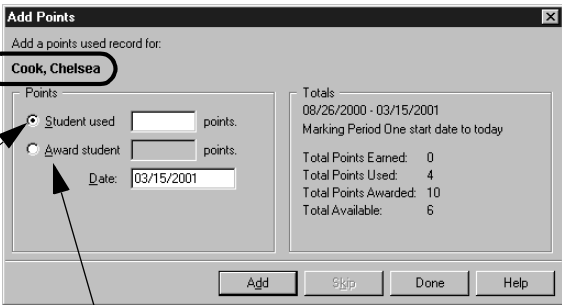 Add Points
Add a points used record for:
Cook, Chelsea
Points
Student used points.
Award student points.
Date: 03/15/2001
Totals
08/26/2000 - 03/15/2001
Marking Period One start date to today
Total Points Earned: 0
Total Points Used: 4
Total Points Awarded: 10
Total Available: 6
Add Skip Done Help